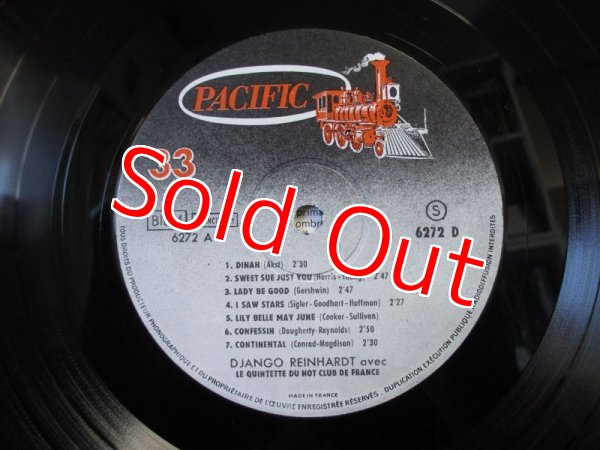 PACIFIC
33
Sold Out
6272 A
S
6272 D
1. DINAH (Akst) 2'30
2. SWEET SUE JUST YOU (Harris - Young) 2'47
3. LADY BE GOOD (Gershwin) 2'47
4. I SAW STARS (Sigler-Goodhart-Hoffman) 2'27
5. LILY BELLE MAY JUNE (Cooker-Sullivan)
6. CONFESSIN (Daugherty-Reynolds) 2'50
7. CONTINENTAL (Conrad-Magdison) 2'30
DJANGO REINHARDT avec
LE QUINTETTE DU HOT CLUB DE FRANCE
MADE IN FRANCE
TOUS DROITS DU PRODUCTEUR PHONOGRAPHIQUE ET DU PROPRIÉTAIRE DE L'ŒUVRE ENREGISTRÉE RÉSERVÉS - DUPLICATION EXÉCUTION PUBLIQUE RADIODIFFUSION INTERDITES